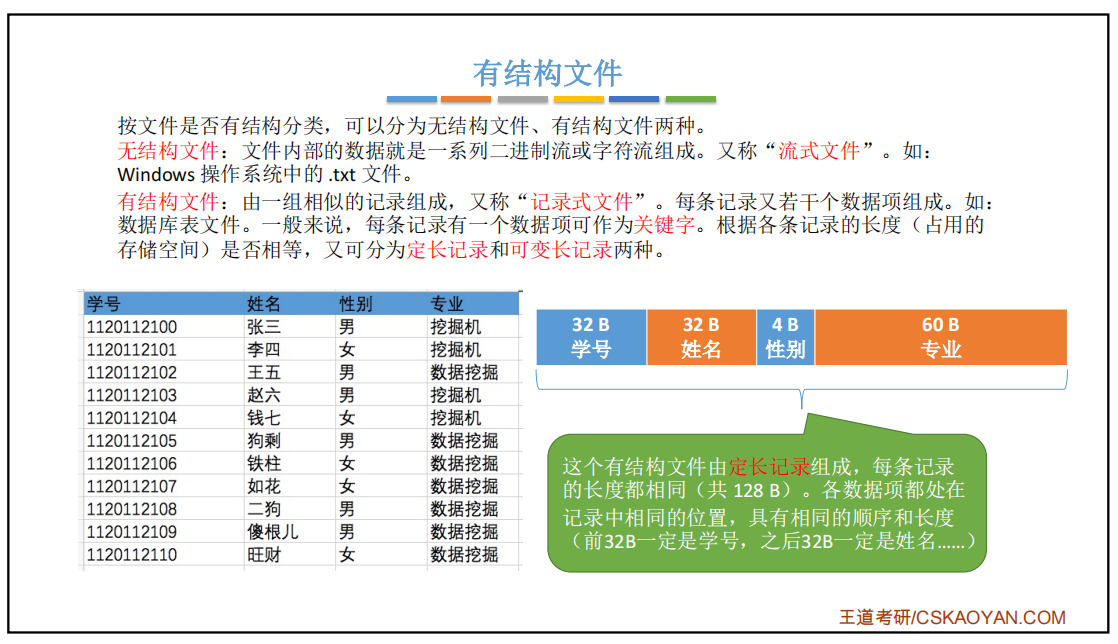 有结构文件
按文件是否有结构分类，可以分为无结构文件、有结构文件两种。
无结构文件：文件内部的数据就是一系列二进制流或字符流组成。又称“流式文件”。如：
Windows 操作系统中的 .txt 文件。
有结构文件：由一组相似的记录组成，又称“记录式文件”。每条记录又若干个数据项组成。如：
数据库表文件。一般来说，每条记录有一个数据项可作为关键字。根据各条记录的长度（占用的
存储空间）是否相等，又可分为定长记录和可变长记录两种。
学号 姓名 性别 专业
1120112100 张三 男 挖掘机
1120112101 李四 女 挖掘机
1120112102 王五 男 数据挖掘
1120112103 赵六 男 挖掘机
1120112104 钱七 女 挖掘机
1120112105 狗剩 男 数据挖掘
1120112106 铁柱 女 数据挖掘
1120112107 如花 女 数据挖掘
1120112108 二狗 男 数据挖掘
1120112109 傻根儿 男 数据挖掘
1120112110 旺财 女 数据挖掘
32 B 32 B 4 B 60 B
学号 姓名 性别 专业
这个有结构文件由定长记录组成，每条记录
的长度都相同（共 128 B）。各数据项都处在
记录中相同的位置，具有相同的顺序和长度
（前32B一定是学号，之后32B一定是姓名……）
王道考研/CSKAOYAN.COM